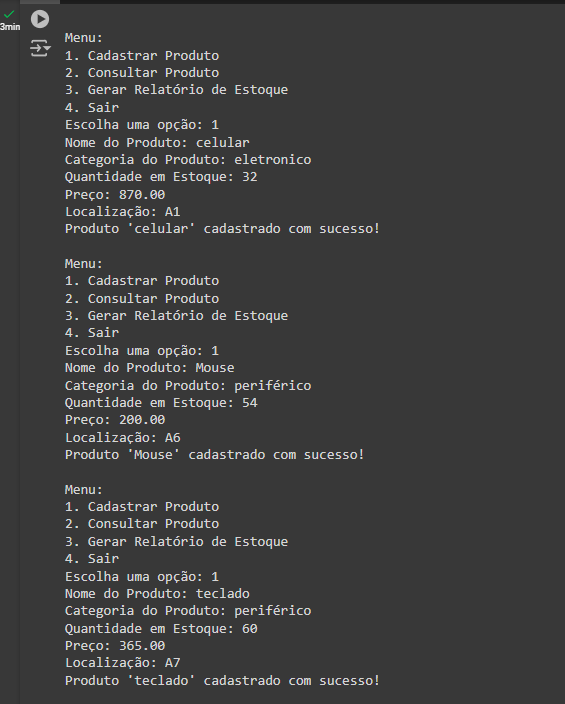 3min
Menu:
1. Cadastrar Produto
2. Consultar Produto
3. Gerar Relatório de Estoque
4. Sair
Escolha uma opção: 1
Nome do Produto: celular
Categoria do Produto: eletronico
Quantidade em Estoque: 32
Preço: 870.00
Localização: A1
Produto 'celular' cadastrado com sucesso!
Menu:
1. Cadastrar Produto
2. Consultar Produto
3. Gerar Relatório de Estoque
4. Sair
Escolha uma opção: 1
Nome do Produto: Mouse
Categoria do Produto: periférico
Quantidade em Estoque: 54
Preço: 200.00
Localização: A6
Produto 'Mouse' cadastrado com sucesso!
Menu:
1. Cadastrar Produto
2. Consultar Produto
3. Gerar Relatório de Estoque
4. Sair
Escolha uma opção: 1
Nome do Produto: teclado
Categoria do Produto: periférico
Quantidade em Estoque: 60
Preço: 365.00
Localização: A7
Produto 'teclado' cadastrado com sucesso!